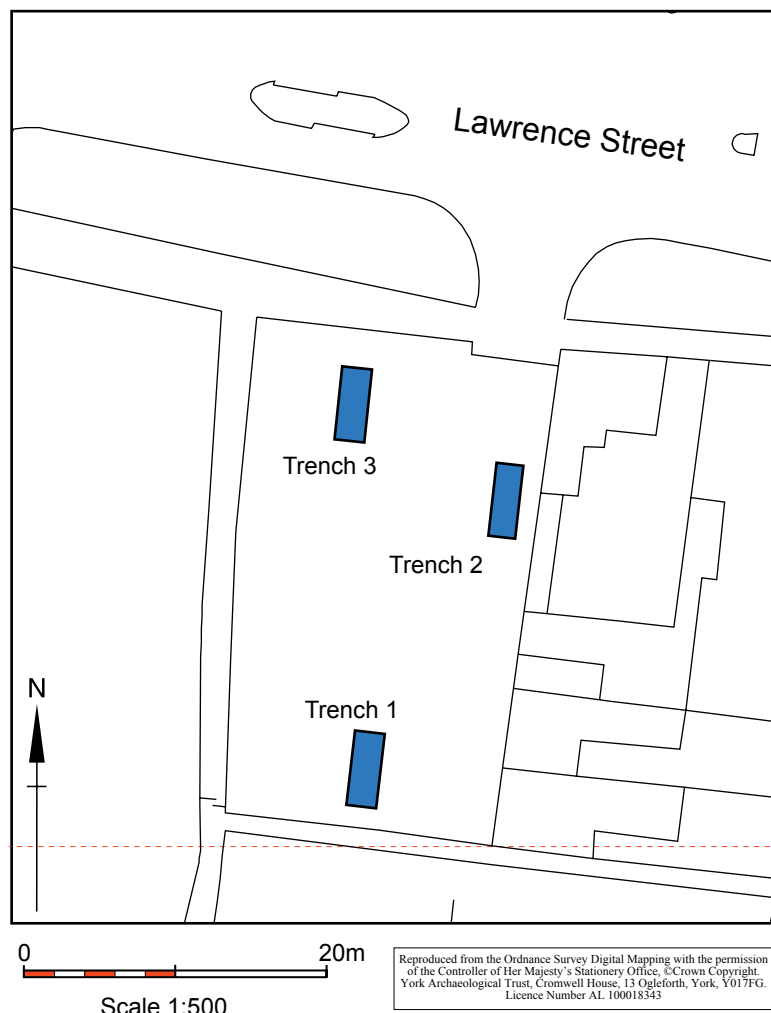 Lawrence Street
Trench 3
Trench 2
Trench 1
N
0 20m
Scale 1:500
Reproduced from the Ordnance Survey Digital Mapping with the permission
of the Controller of Her Majesty's Stationery Office, ©Crown Copyright.
York Archaeological Trust, Cromwell House, 13 Ogleforth, York, Y017FG.
Licence Number AL 100018343